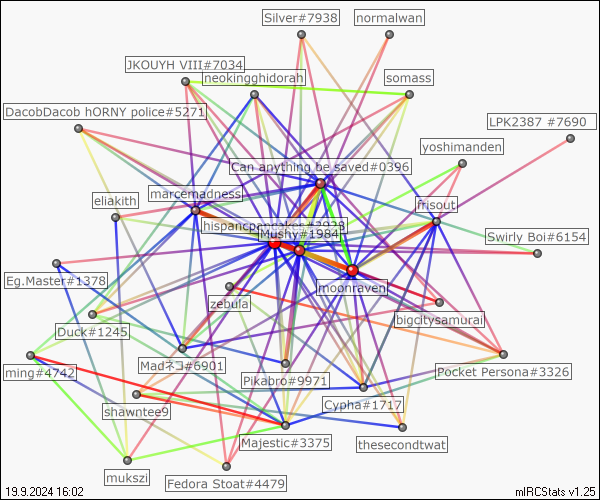 Silver#7938
normalwan
JKOUYH VIII#7034
neokingghidorah
somass
DacobDacob hORNY police#5271
LPK2387 #7690
yoshimanden
Can anything be saved#0396
marcemadness
eliakith
frisout
Mushy#1984
Swirly Boi#6154
Eg.Master#1378
moonraven
zebula
bigcitysamurai
Duck#1245
Madネコ#6901
ming#4742
Pikabro#9971
Pocket Persona#3326
shawntee9
Cypha#1717
Majestic#3375
thesecondtwat
mukszi
Fedora Stoat#4479
19.9.2024 16:02
mIRCStats v1.25